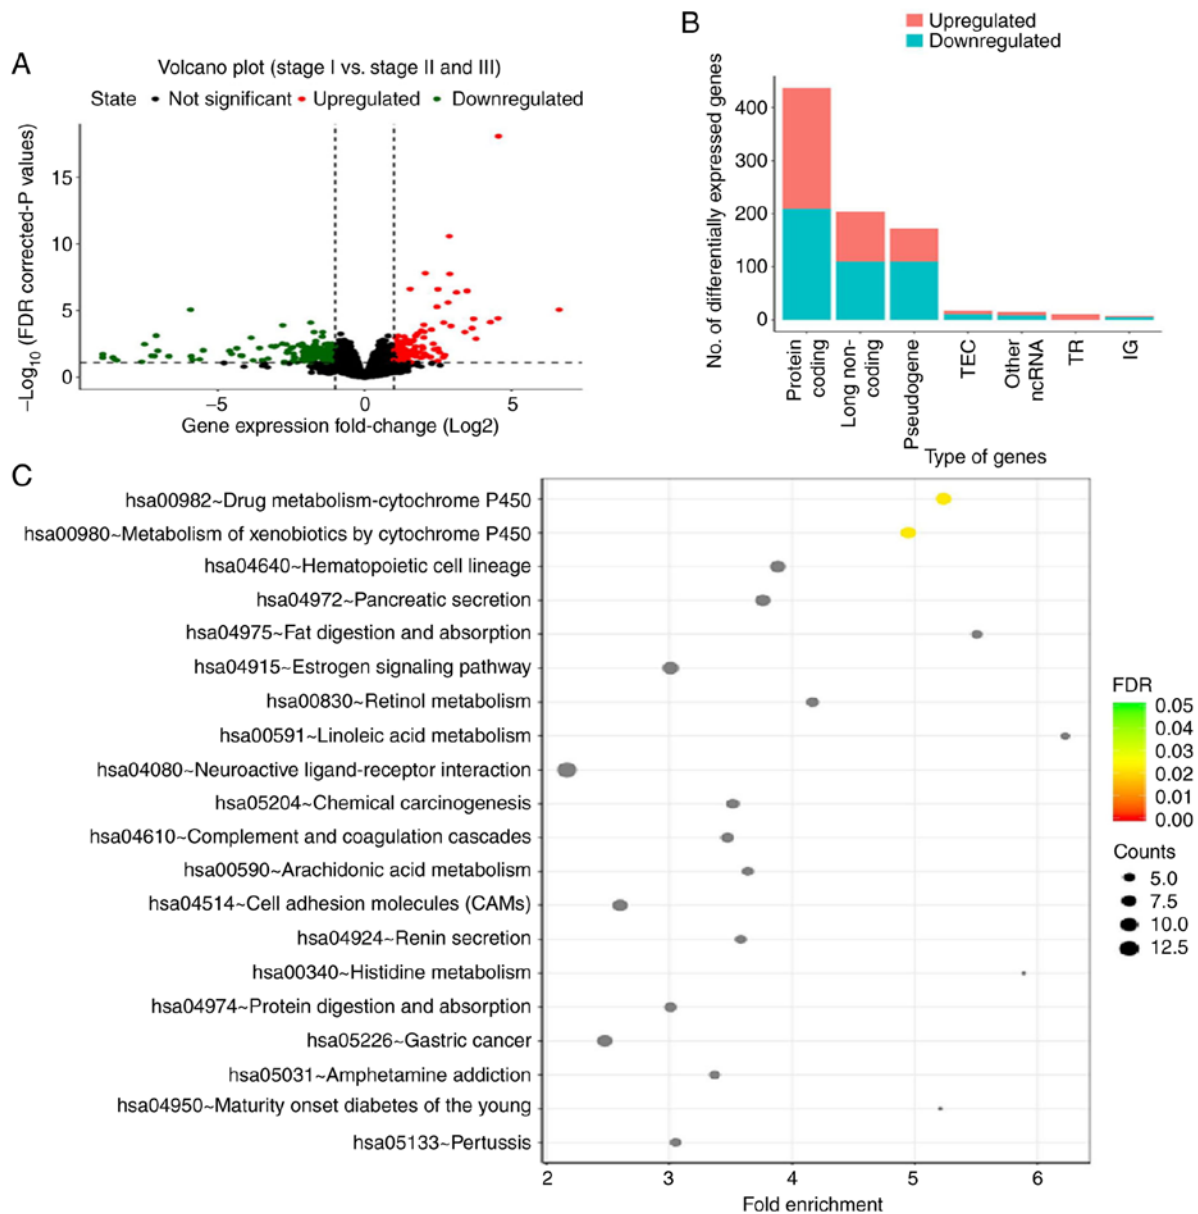 A
Volcano plot (stage I vs. stage II and III)
State
Not significant
Upregulated
Downregulated
−Log10 (FDR corrected-P values)
15
10
5
0
−5
0
5
Gene expression fold-change (Log2)
B
Upregulated
Downregulated
No. of differentially expressed genes
400
300
200
100
0
Protein
coding
Long non-
coding
Pseudogene
TEC
Other
ncRNA
TR
IG
Type of genes
C
hsa00982~Drug metabolism-cytochrome P450
hsa00980~Metabolism of xenobiotics by cytochrome P450
hsa04640~Hematopoietic cell lineage
hsa04972~Pancreatic secretion
hsa04975~Fat digestion and absorption
hsa04915~Estrogen signaling pathway
hsa00830~Retinol metabolism
hsa00591~Linoleic acid metabolism
hsa04080~Neuroactive ligand-receptor interaction
hsa05204~Chemical carcinogenesis
hsa04610~Complement and coagulation cascades
hsa00590~Arachidonic acid metabolism
hsa04514~Cell adhesion molecules (CAMs)
hsa04924~Renin secretion
hsa00340~Histidine metabolism
hsa04974~Protein digestion and absorption
hsa05226~Gastric cancer
hsa05031~Amphetamine addiction
hsa04950~Maturity onset diabetes of the young
hsa05133~Pertussis
2
3
4
5
6
Fold enrichment
FDR
0.05
0.04
0.03
0.02
0.01
0.00
Counts
5.0
7.5
10.0
12.5